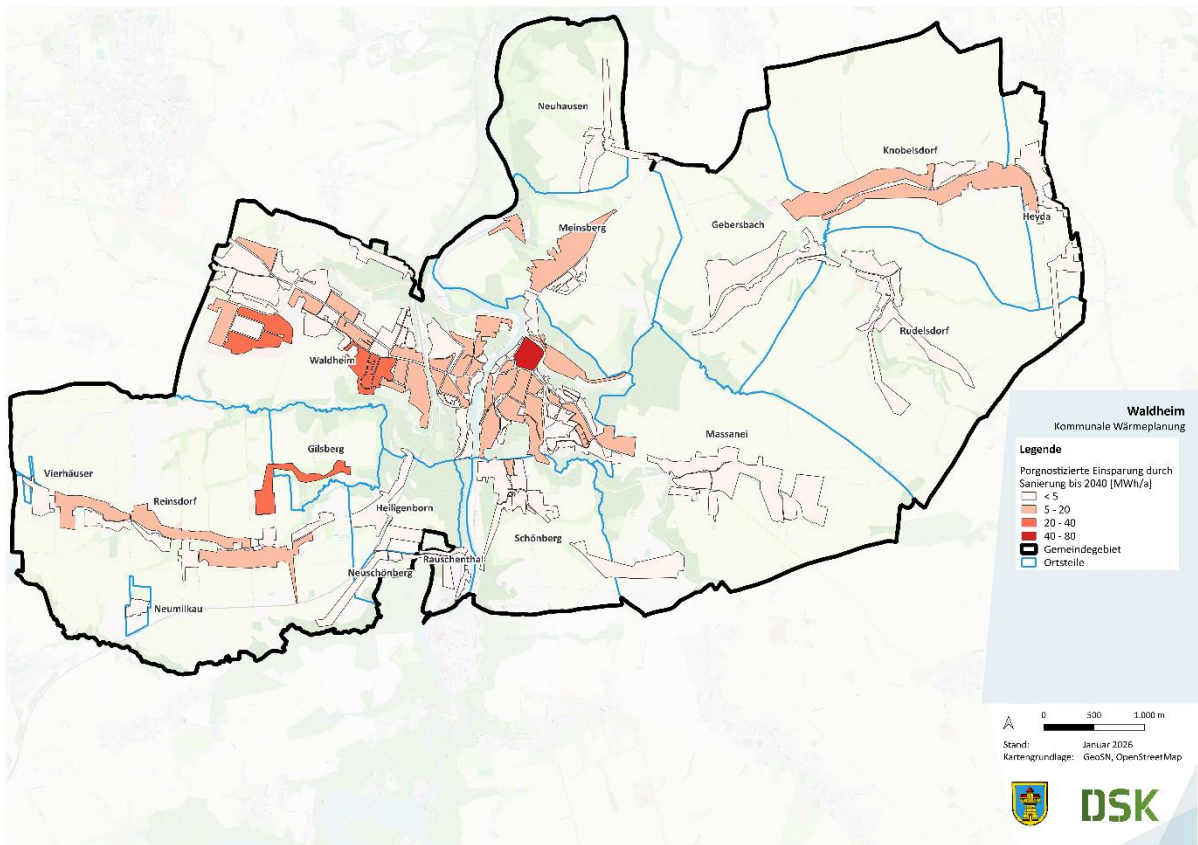 Neuhausen
Knobelsdorf
Meinsberg
Gebersbach
Heyda
Rudelsdorf
Waldheim
Massanei
Gilsberg
Vierhäuser
Reinsdorf
Heiligenborn
Schönberg
Rauschenthal
Neuschönberg
Neumilkau
Waldheim
Kommunale Wärmeplanung
Legende
Porgnostizierte Einsparung durch
Sanierung bis 2040 [MWh/a]
< 5
5 - 20
20 - 40
40 - 80
Gemeindegebiet
Ortsteile
0 500 1.000 m
Stand: Januar 2026
Kartengrundlage: GeoSN, OpenStreetMap
DSK